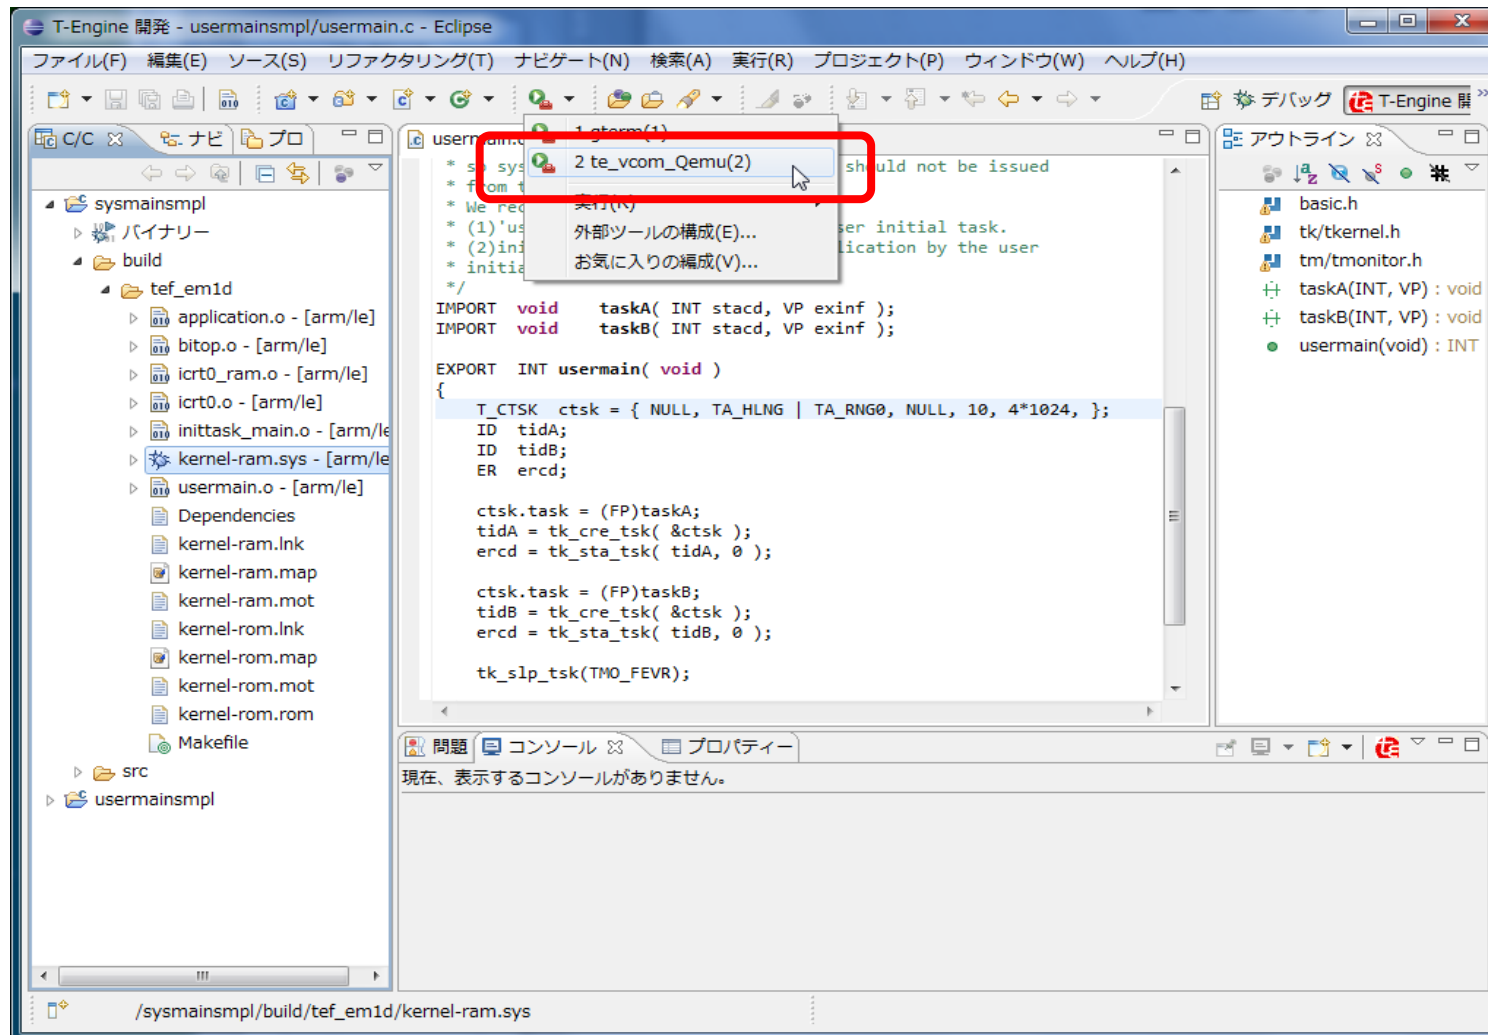 T-Engine 開発 - usermainsmpl/usermain.c - Eclipse
ファイル(F) 編集(E) ソース(S) リファクタリング(T) ナビゲート(N) 検索(A) 実行(R) プロジェクト(P) ウィンドウ(W) ヘルプ(H)
デバッグ T-Engine 開
C/C ナビ プロ
sysmainsmpl
バイナリー
build
tef_em1d
application.o - [arm/le]
bitop.o - [arm/le]
icrt0_ram.o - [arm/le]
icrt0.o - [arm/le]
inittask_main.o - [arm/le
kernel-ram.sys - [arm/le
usermain.o - [arm/le]
Dependencies
kernel-ram.lnk
kernel-ram.map
kernel-ram.mot
kernel-rom.lnk
kernel-rom.map
kernel-rom.mot
kernel-rom.rom
Makefile
src
usermainsmpl
usermain.c
1 gterm(1)
2 te_vcom_Qemu(2)
実行(R)
外部ツールの構成(E)...
お気に入りの編成(V)...
* so sys should not be issued
* from t
* We rec
* (1)'us ser initial task.
* (2)ini lication by the user
* initia
*/
IMPORT void taskA( INT stacd, VP exinf );
IMPORT void taskB( INT stacd, VP exinf );
EXPORT INT usermain( void )
{
T_CTSK ctsk = { NULL, TA_HLNG | TA_RNG0, NULL, 10, 4*1024, };
ID tidA;
ID tidB;
ER ercd;
ctsk.task = (FP)taskA;
tidA = tk_cre_tsk( &ctsk );
ercd = tk_sta_tsk( tidA, 0 );
ctsk.task = (FP)taskB;
tidB = tk_cre_tsk( &ctsk );
ercd = tk_sta_tsk( tidB, 0 );
tk_slp_tsk(TMO_FEVR);
アウトライン
basic.h
tk/tkernel.h
tm/tmonitor.h
taskA(INT, VP) : void
taskB(INT, VP) : void
usermain(void) : INT
問題 コンソール プロパティー
現在、表示するコンソールがありません。
/sysmainsmpl/build/tef_em1d/kernel-ram.sys